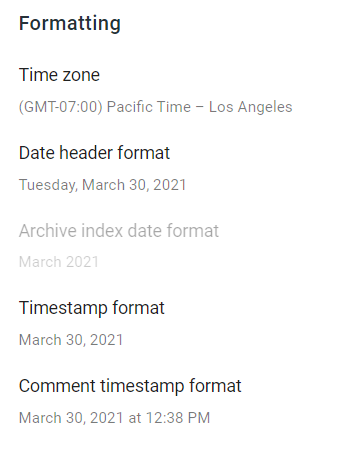 Formatting
Time zone
(GMT-07:00) Pacific Time – Los Angeles
Date header format
Tuesday, March 30, 2021
Archive index date format
March 2021
Timestamp format
March 30, 2021
Comment timestamp format
March 30, 2021 at 12:38 PM